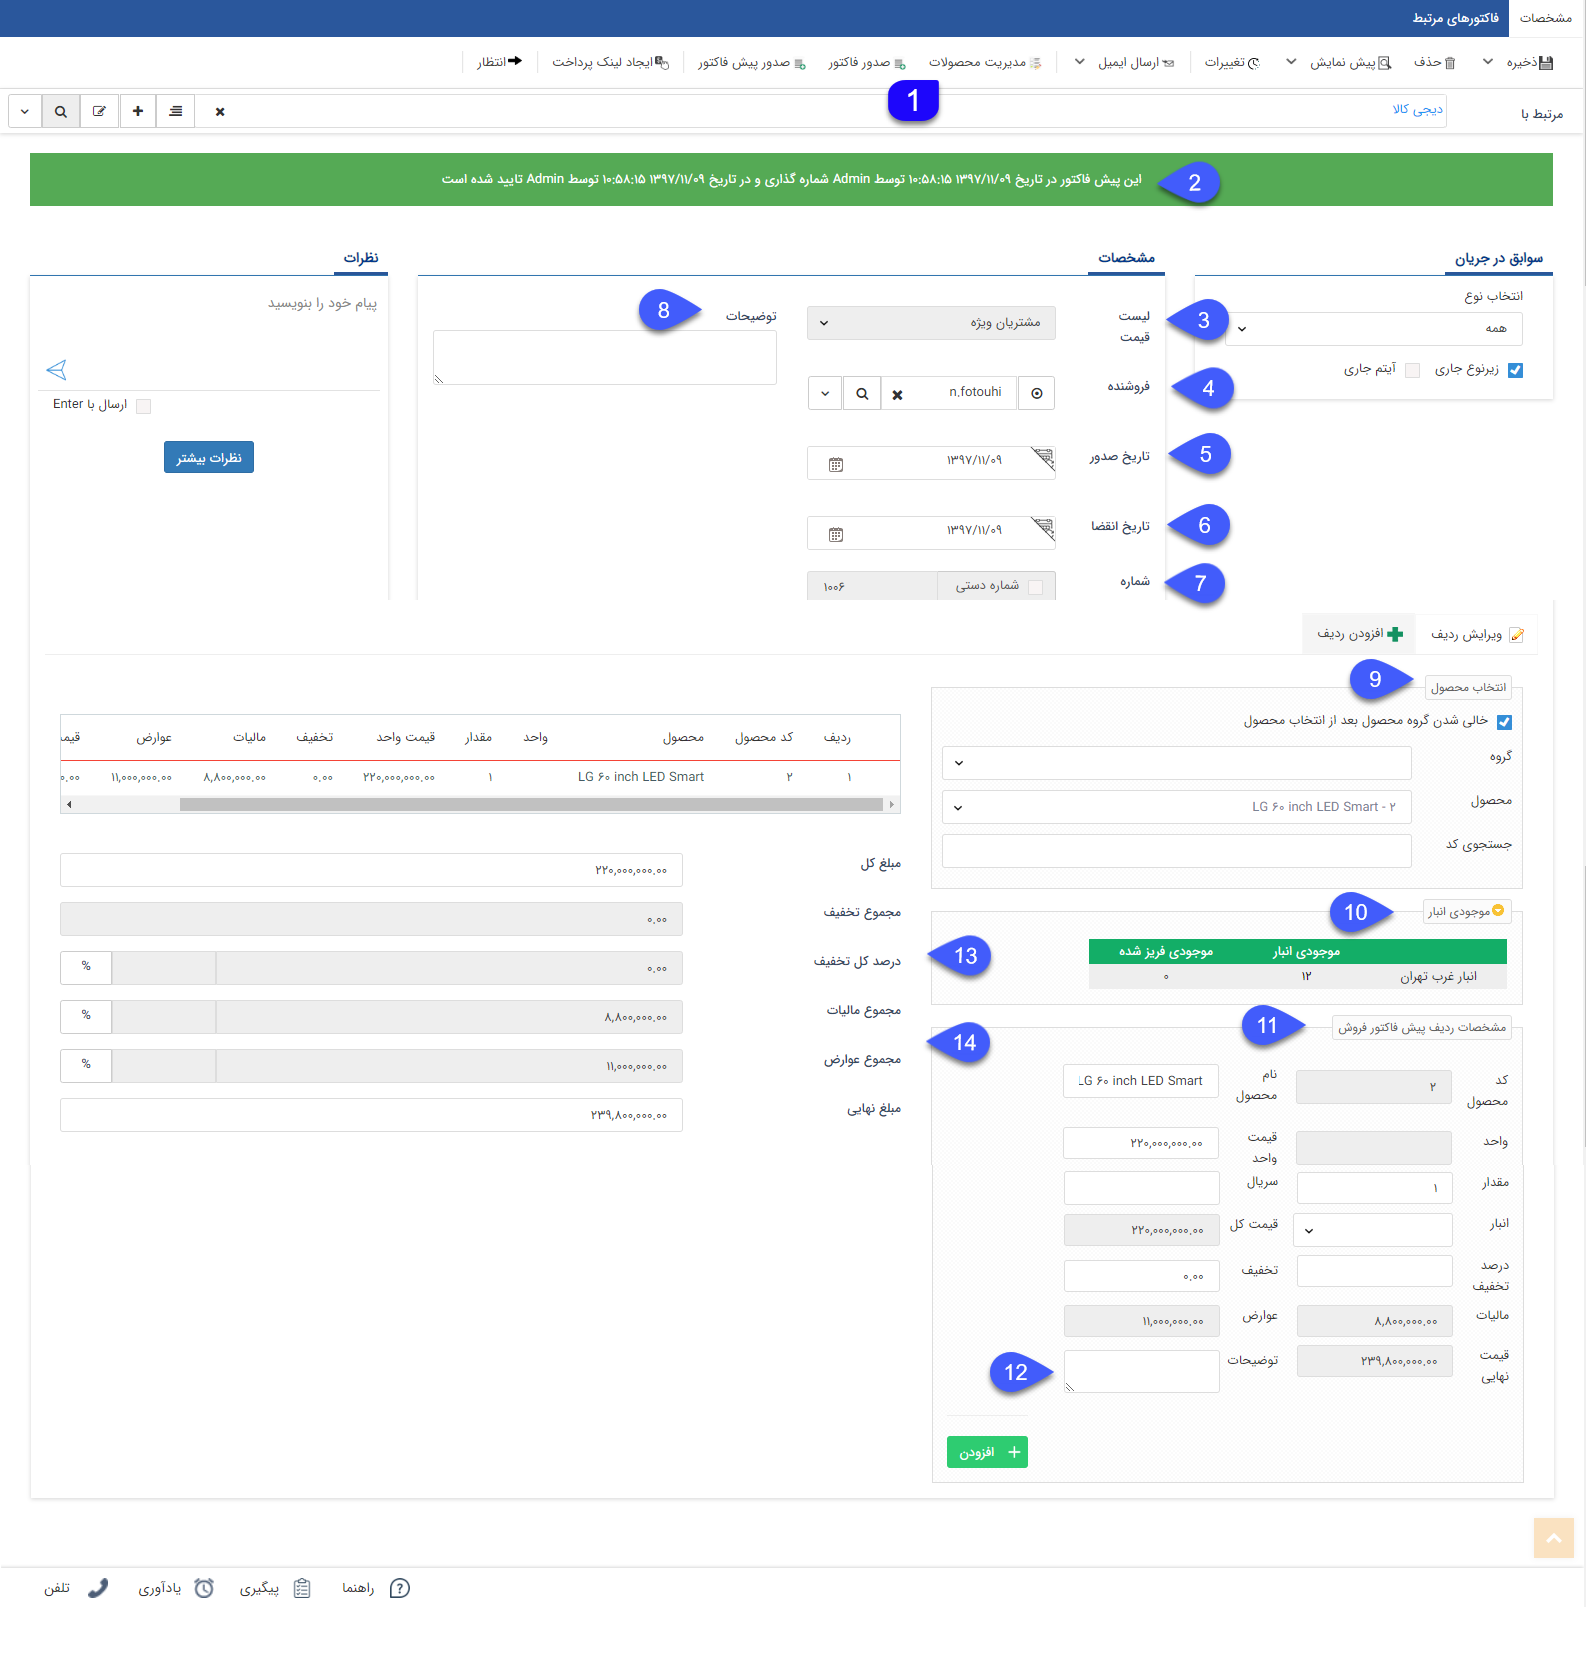 مشخصات
فاکتورهای مرتبط
ذخیره
حذف
پیش نمایش
تغییرات
ارسال ایمیل
مدیریت محصولات
صدور فاکتور
صدور پیش فاکتور
ایجاد لینک پرداخت
انتظار
مرتبط با
دیجی کالا
1
این پیش فاکتور در تاریخ ۱۳۹۷/۱۱/۰۹ ۱۰:۵۸:۱۵ توسط Admin شماره گذاری و در تاریخ ۱۳۹۷/۱۱/۰۹ ۱۰:۵۸:۱۵ توسط Admin تایید شده است
2
سوابق در جریان
انتخاب نوع
همه
زیرنوع جاری
آیتم جاری
مشخصات
3
لیست قیمت
مشتریان ویژه
4
فروشنده
n.fotouhi
5
تاریخ صدور
۱۳۹۷/۱۱/۰۹
6
تاریخ انقضا
۱۳۹۷/۱۱/۰۹
7
شماره
شماره دستی
۱۰۰۶
توضیحات
8
نظرات
پیام خود را بنویسید
ارسال با Enter
نظرات بیشتر
ویرایش ردیف
افزودن ردیف
انتخاب محصول
9
خالی شدن گروه محصول بعد از انتخاب محصول
گروه
محصول
LG ۶۰ inch LED Smart - ۲
جستجوی کد
موجودی انبار
10
موجودی انبار
موجودی فریز شده
انبار غرب تهران
۱۲
۰
مشخصات ردیف پیش فاکتور فروش
11
کد محصول
۲
نام محصول
LG ۶۰ inch LED Smart
واحد
قیمت واحد
۲۲۰,۰۰۰,۰۰۰.۰۰
مقدار
۱
سریال
انبار
قیمت کل
۲۲۰,۰۰۰,۰۰۰.۰۰
درصد تخفیف
تخفیف
۰.۰۰
مالیات
۸,۸۰۰,۰۰۰.۰۰
عوارض
۱۱,۰۰۰,۰۰۰.۰۰
قیمت نهایی
۲۳۹,۸۰۰,۰۰۰.۰۰
توضیحات
12
افزودن
ردیف
کد محصول
محصول
واحد
مقدار
قیمت واحد
تخفیف
مالیات
عوارض
قیم
۱
۲
LG ۶۰ inch LED Smart
۱
۲۲۰,۰۰۰,۰۰۰.۰۰
۰.۰۰
۸,۸۰۰,۰۰۰.۰۰
۱۱,۰۰۰,۰۰۰.۰۰
۰.۰۰
مبلغ کل
۲۲۰,۰۰۰,۰۰۰.۰۰
مجموع تخفیف
۰.۰۰
13
درصد کل تخفیف
۰.۰۰
%
مجموع مالیات
۸,۸۰۰,۰۰۰.۰۰
%
14
مجموع عوارض
۱۱,۰۰۰,۰۰۰.۰۰
%
مبلغ نهایی
۲۳۹,۸۰۰,۰۰۰.۰۰
راهنما
پیگیری
یادآوری
تلفن